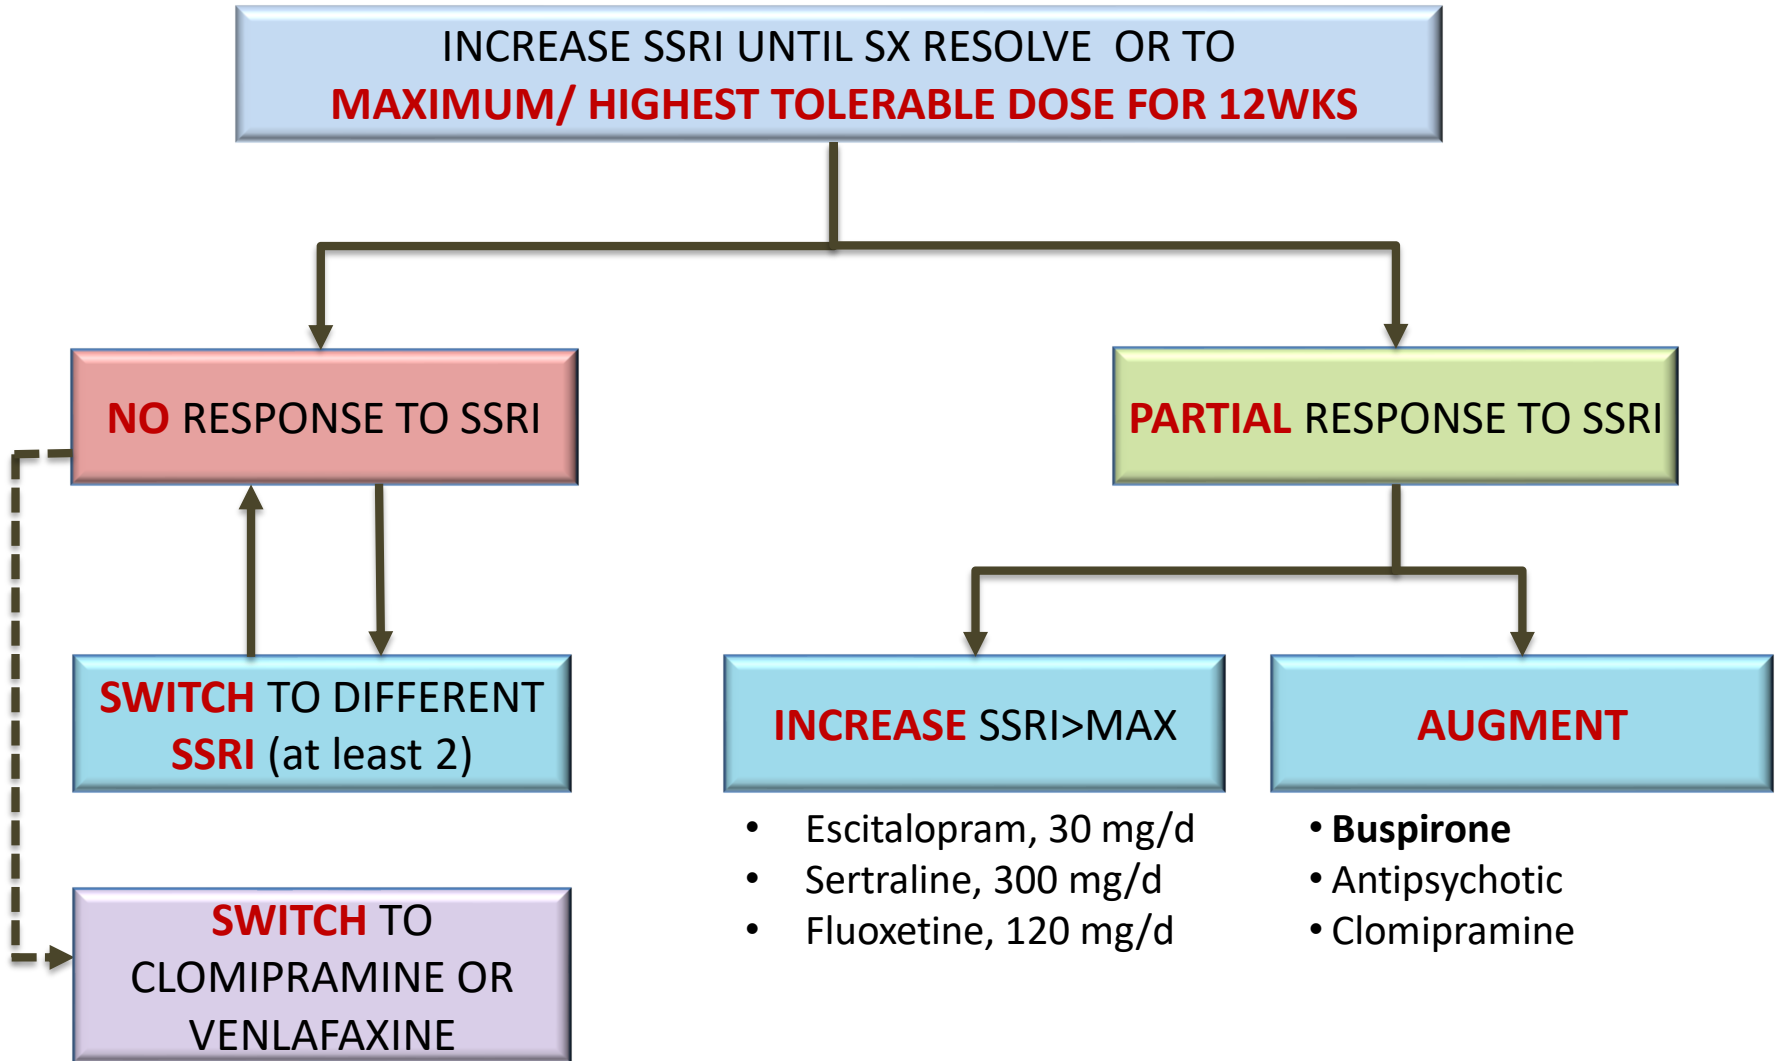 INCREASE SSRI UNTIL SX RESOLVE OR TO
MAXIMUM/ HIGHEST TOLERABLE DOSE FOR 12WKS
NO RESPONSE TO SSRI
PARTIAL RESPONSE TO SSRI
SWITCH TO DIFFERENT
SSRI (at least 2)
INCREASE SSRI>MAX
AUGMENT
• Escitalopram, 30 mg/d
• Sertraline, 300 mg/d
• Fluoxetine, 120 mg/d
• Buspirone
• Antipsychotic
• Clomipramine
SWITCH TO
CLOMIPRAMINE OR
VENLAFAXINE